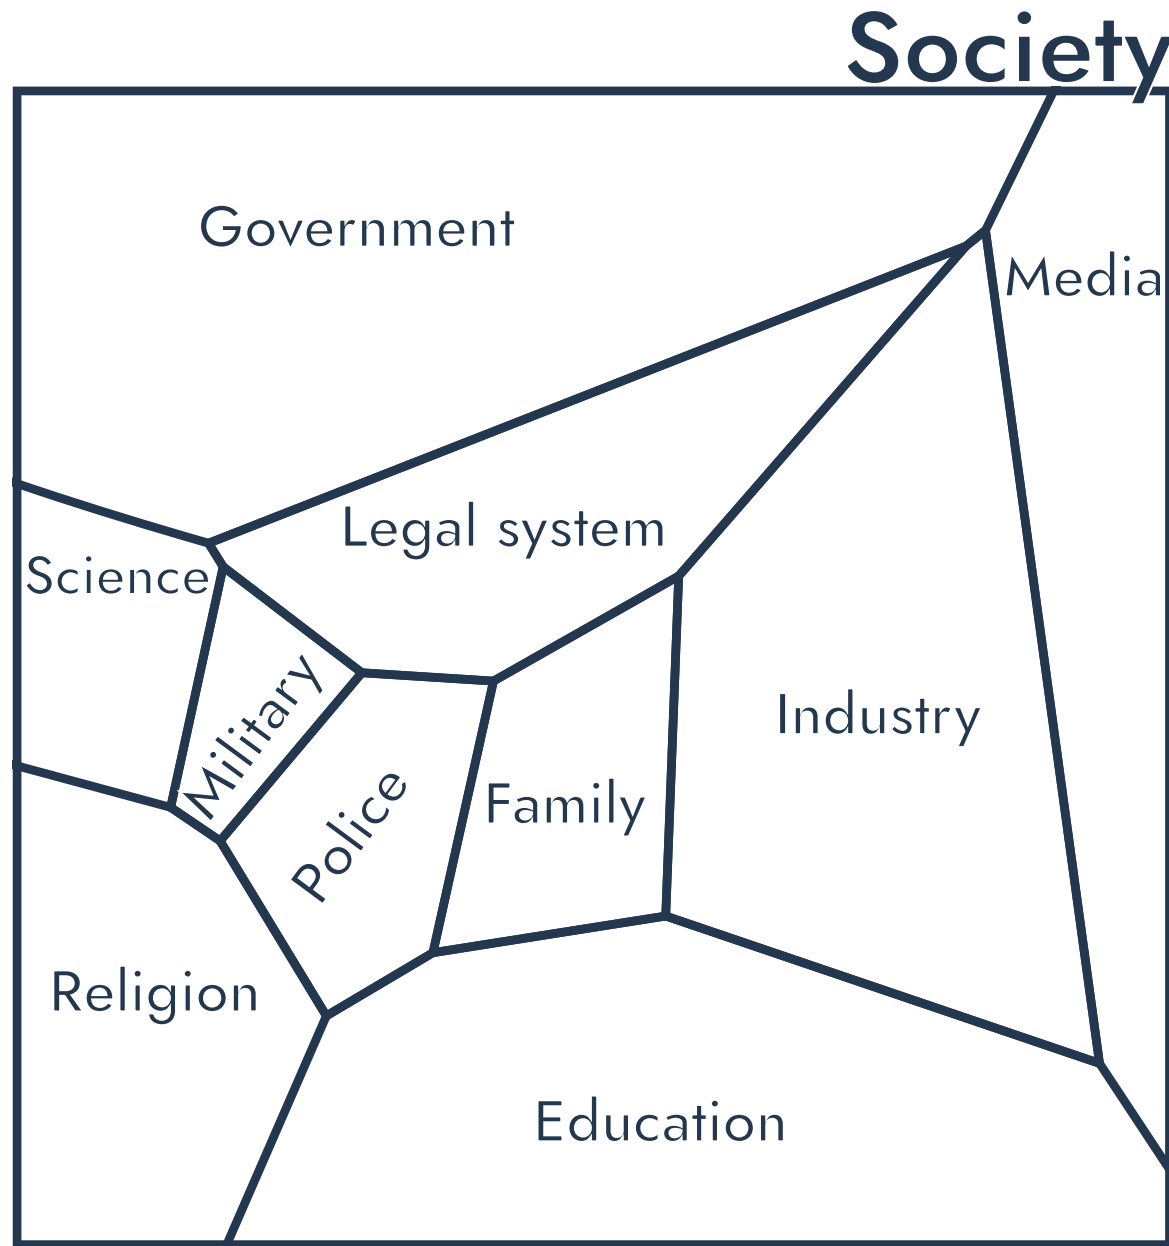 Society
Government
Media
Legal system
Science
Military
Industry
Police
Family
Religion
Education